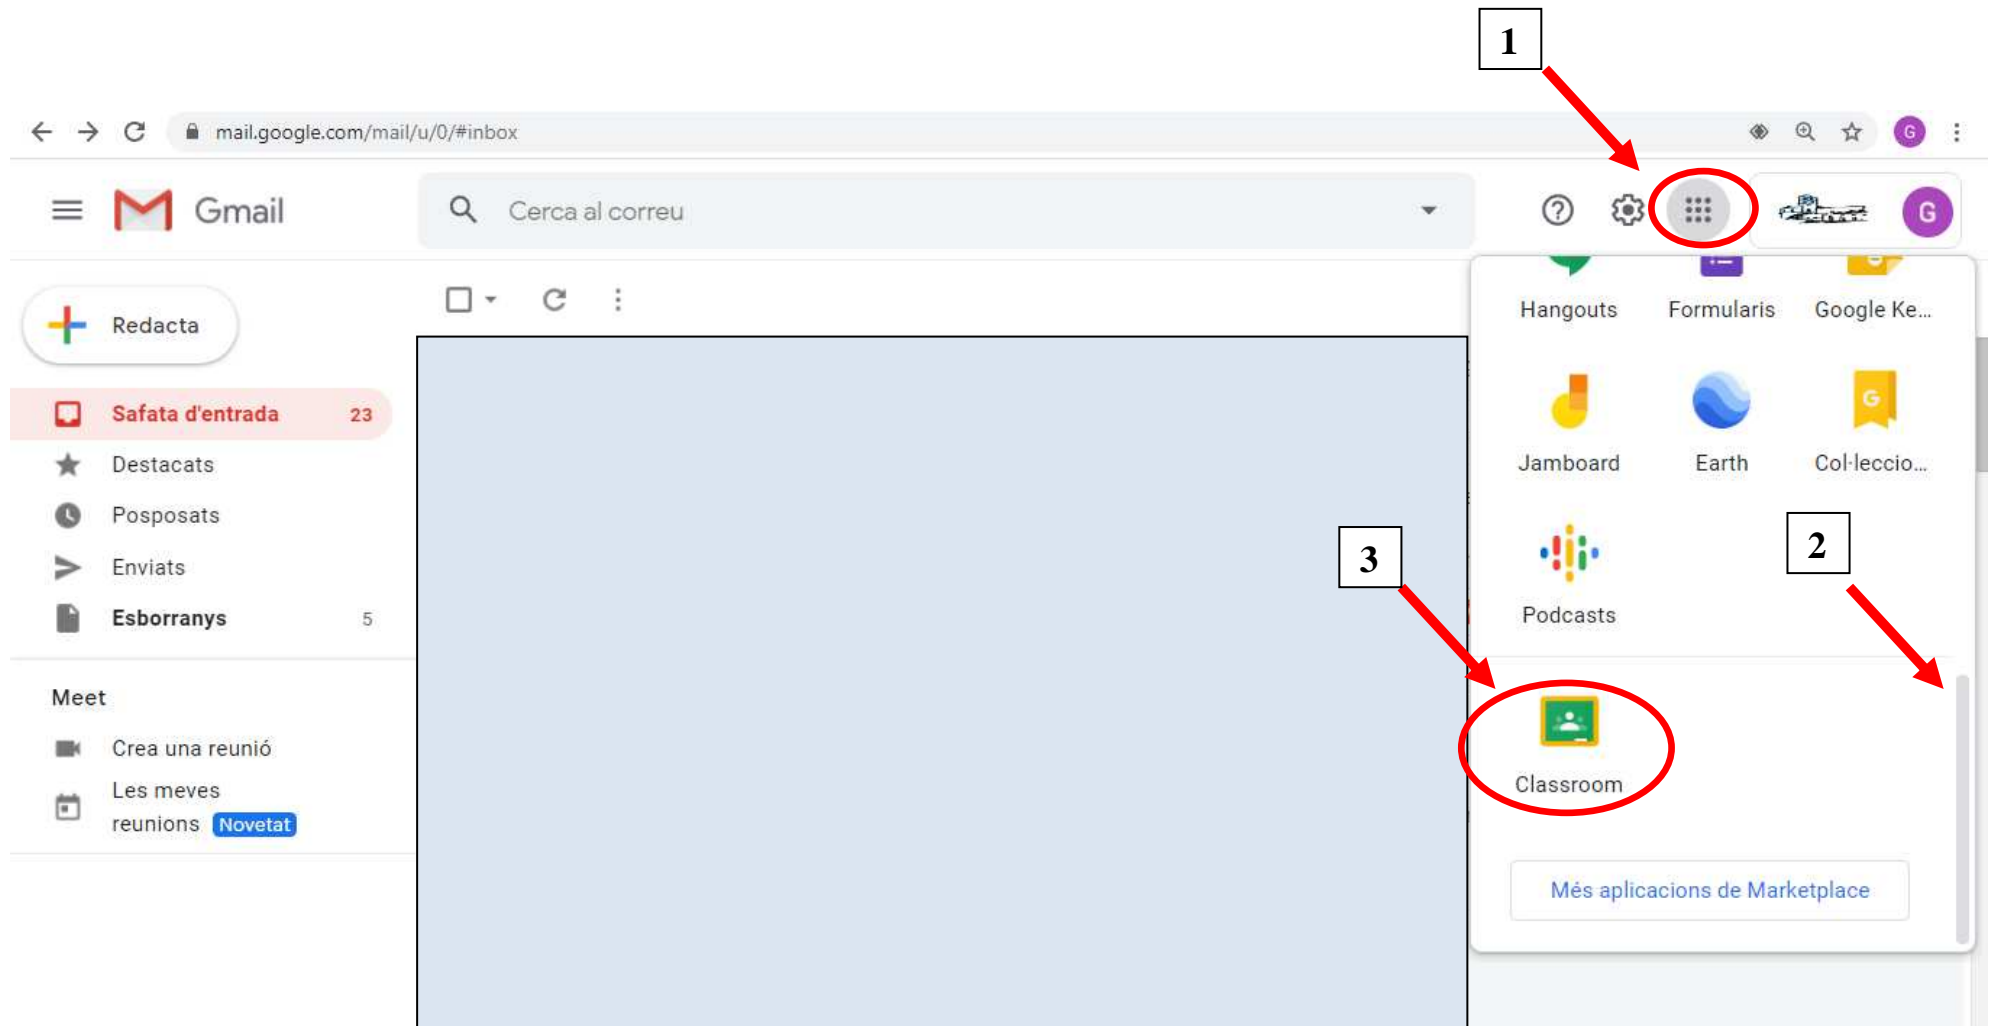 1
mail.google.com/mail/u/0/#inbox
G
Gmail
Cerca al correu
G
Redacta
Safata d'entrada 23
Destacats
Posposats
Enviats
Esborranys 5
Meet
Crea una reunió
Les meves
reunions Novetat
Hangouts Formularis Google Ke...
G
Jamboard Earth Col·leccio...
3
2
Podcasts
Classroom
Més aplicacions de Marketplace